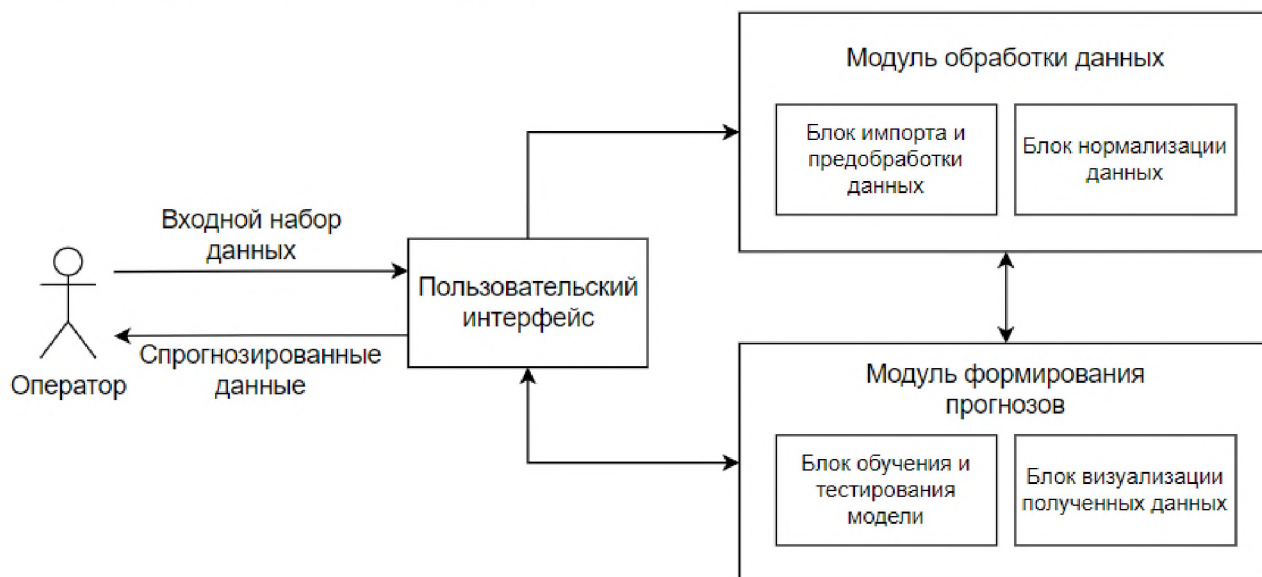 Модуль обработки данных
Блок импорта и
предобработки
данных
Блок нормализации
данных
Входной набор
данных
Пользовательский
интерфейс
Спрогнозированные
данные
Оператор
Модуль формирования
прогнозов
Блок обучения и
тестирования
модели
Блок визуализации
полученных данных